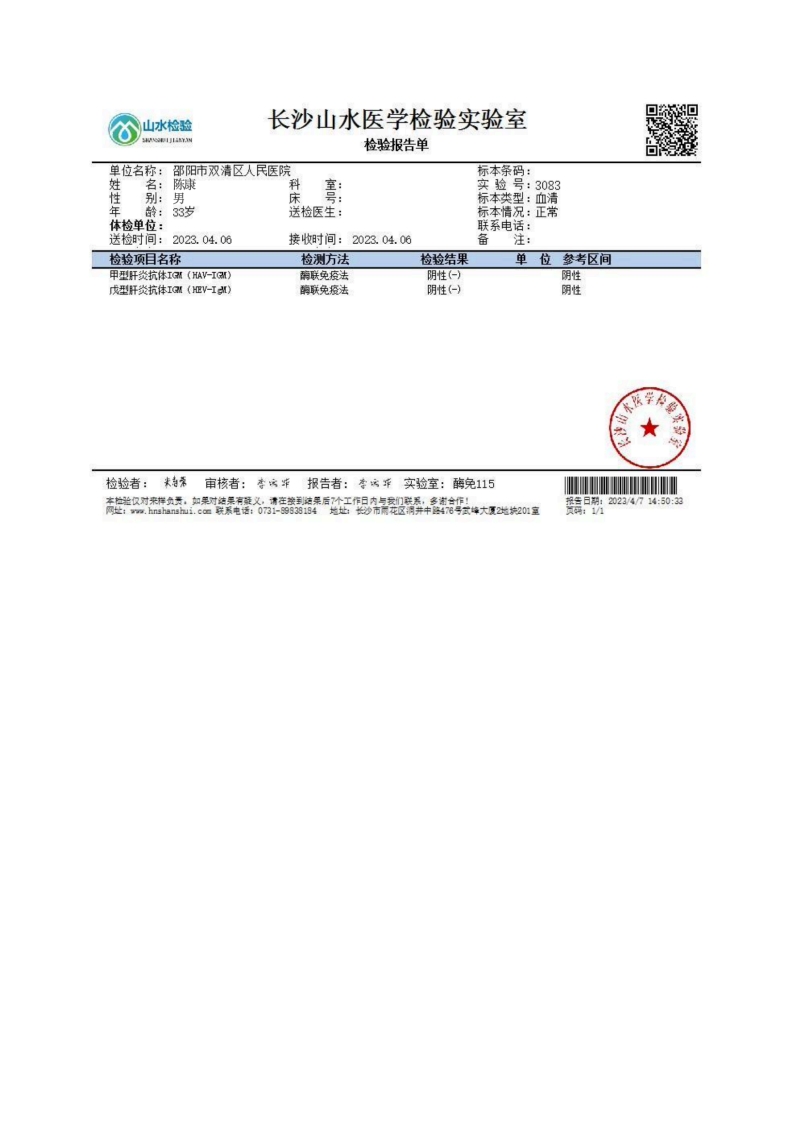 山水检验
SHANSHUI JIANYAN
长沙山水医学检验实验室
检验报告单
单位名称： 邵阳市双清区人民医院 标本条码：
姓 名： 陈康 科 室： 实 验 号：3083
性 别： 男 床 号： 标本类型：血清
年 龄： 33岁 送检医生： 标本情况：正常
体检单位： 联系电话：
送检时间： 2023.04.06 接收时间： 2023.04.06 备 注：
检验项目名称 检测方法 检验结果 单 位 参考区间
甲型肝炎抗体IGM（HAV-IGM） 酶联免疫法 阴性(-) 阴性
戊型肝炎抗体IGM（HEV-IgM） 酶联免疫法 阴性(-) 阴性
长沙山水医学检验实验室
检验者： 审核者： 报告者： 实验室：酶免115
本检验仅对来样负责。如果对结果有疑义，请在接到结果后7个工作日内与我们联系，多谢合作！ 报告日期：2023/4/7 14:50:33
网址：www.hnshanshui.com 联系电话：0731-89838184 地址：长沙市雨花区洞井中路476号武峰大厦2地块201室 页码：1/1